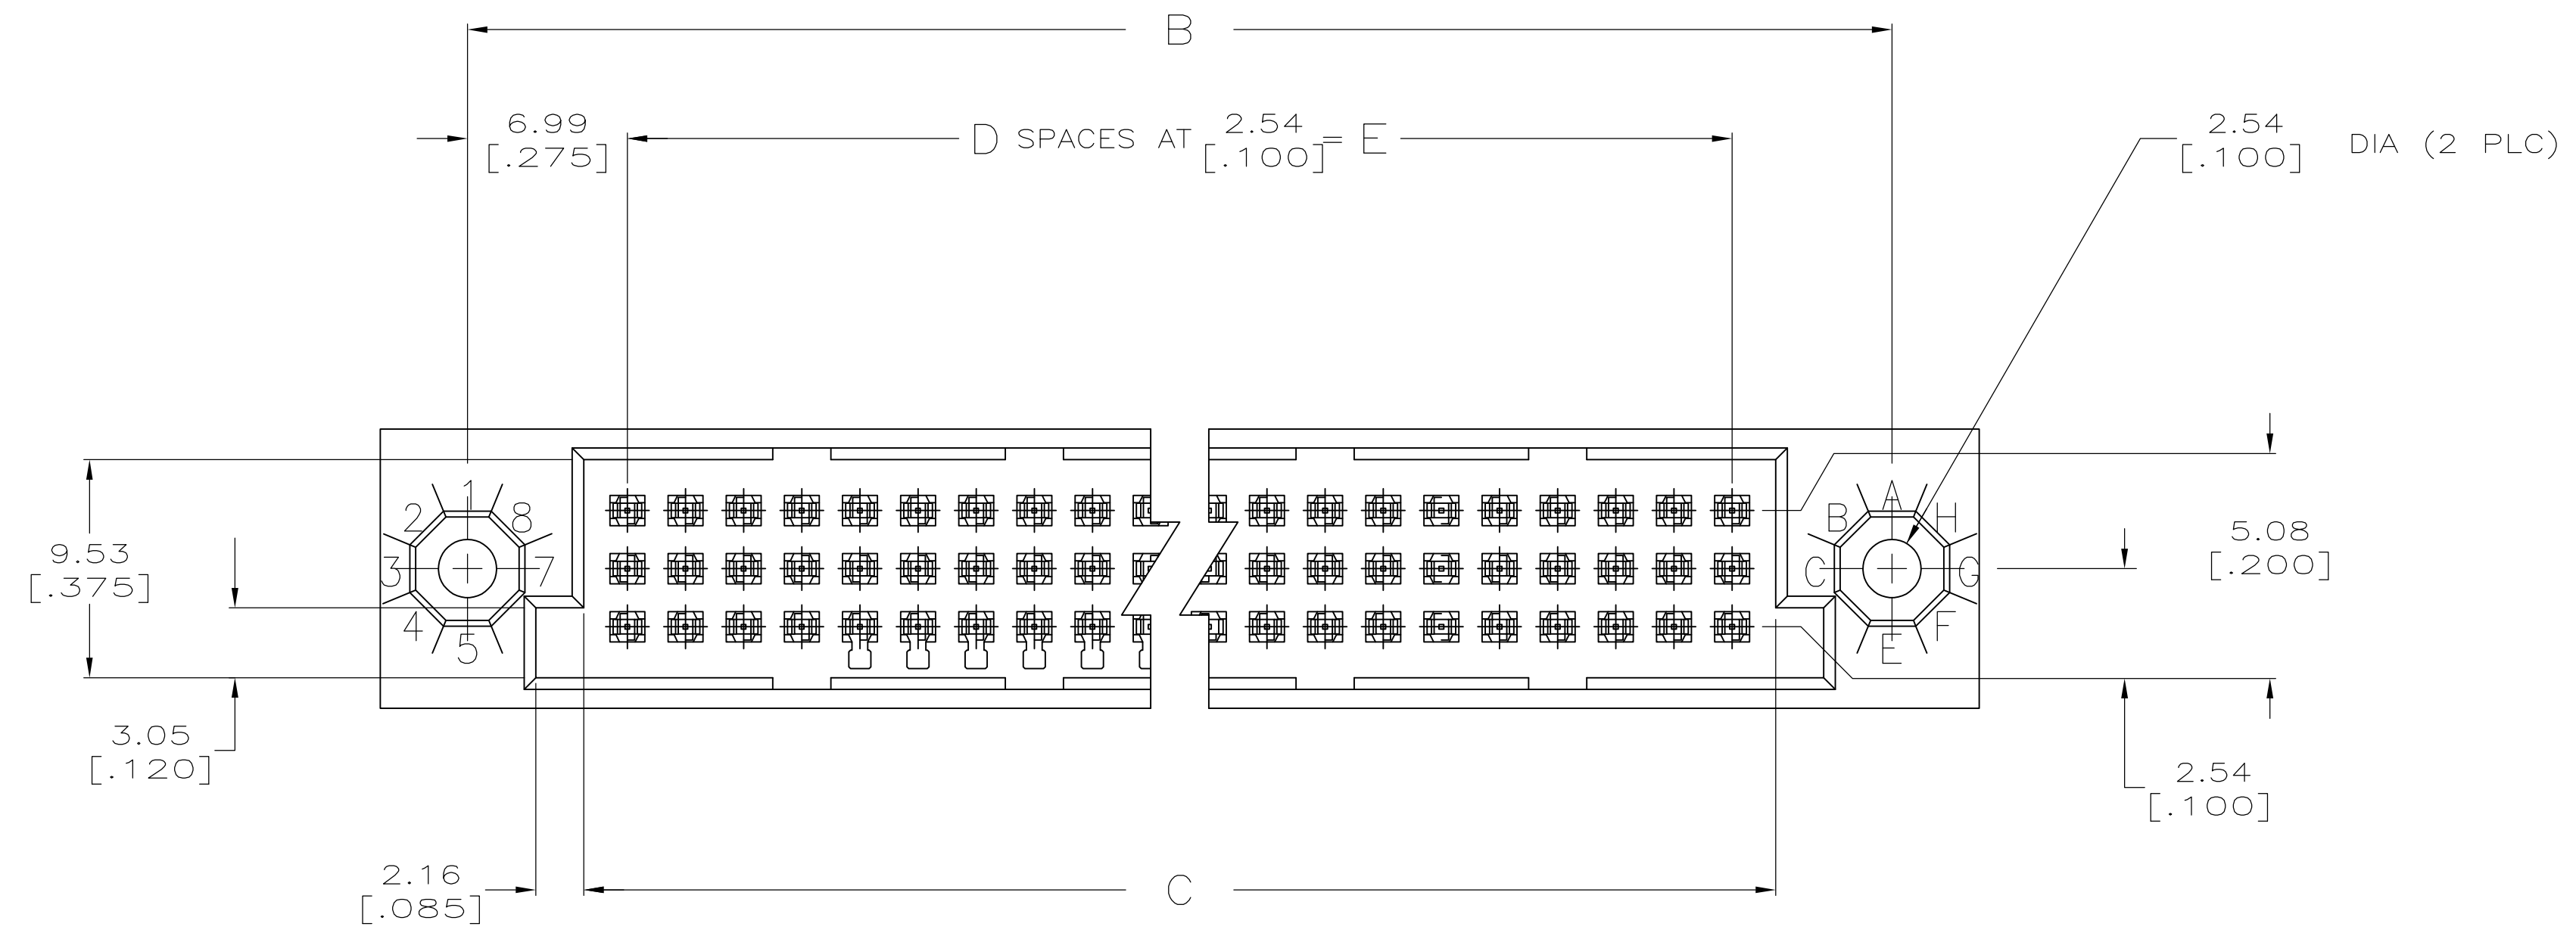 B
6.99
[.275]
D SPACES AT 2.54 = E
[.100]
2.54
[.100] DIA (2 PLC)
1
2
8
3
7
4
5
A
B
H
C
G
F
E
9.53
[.375]
5.08
[.200]
3.05
[.120]
2.54
[.100]
2.16
[.085]
C